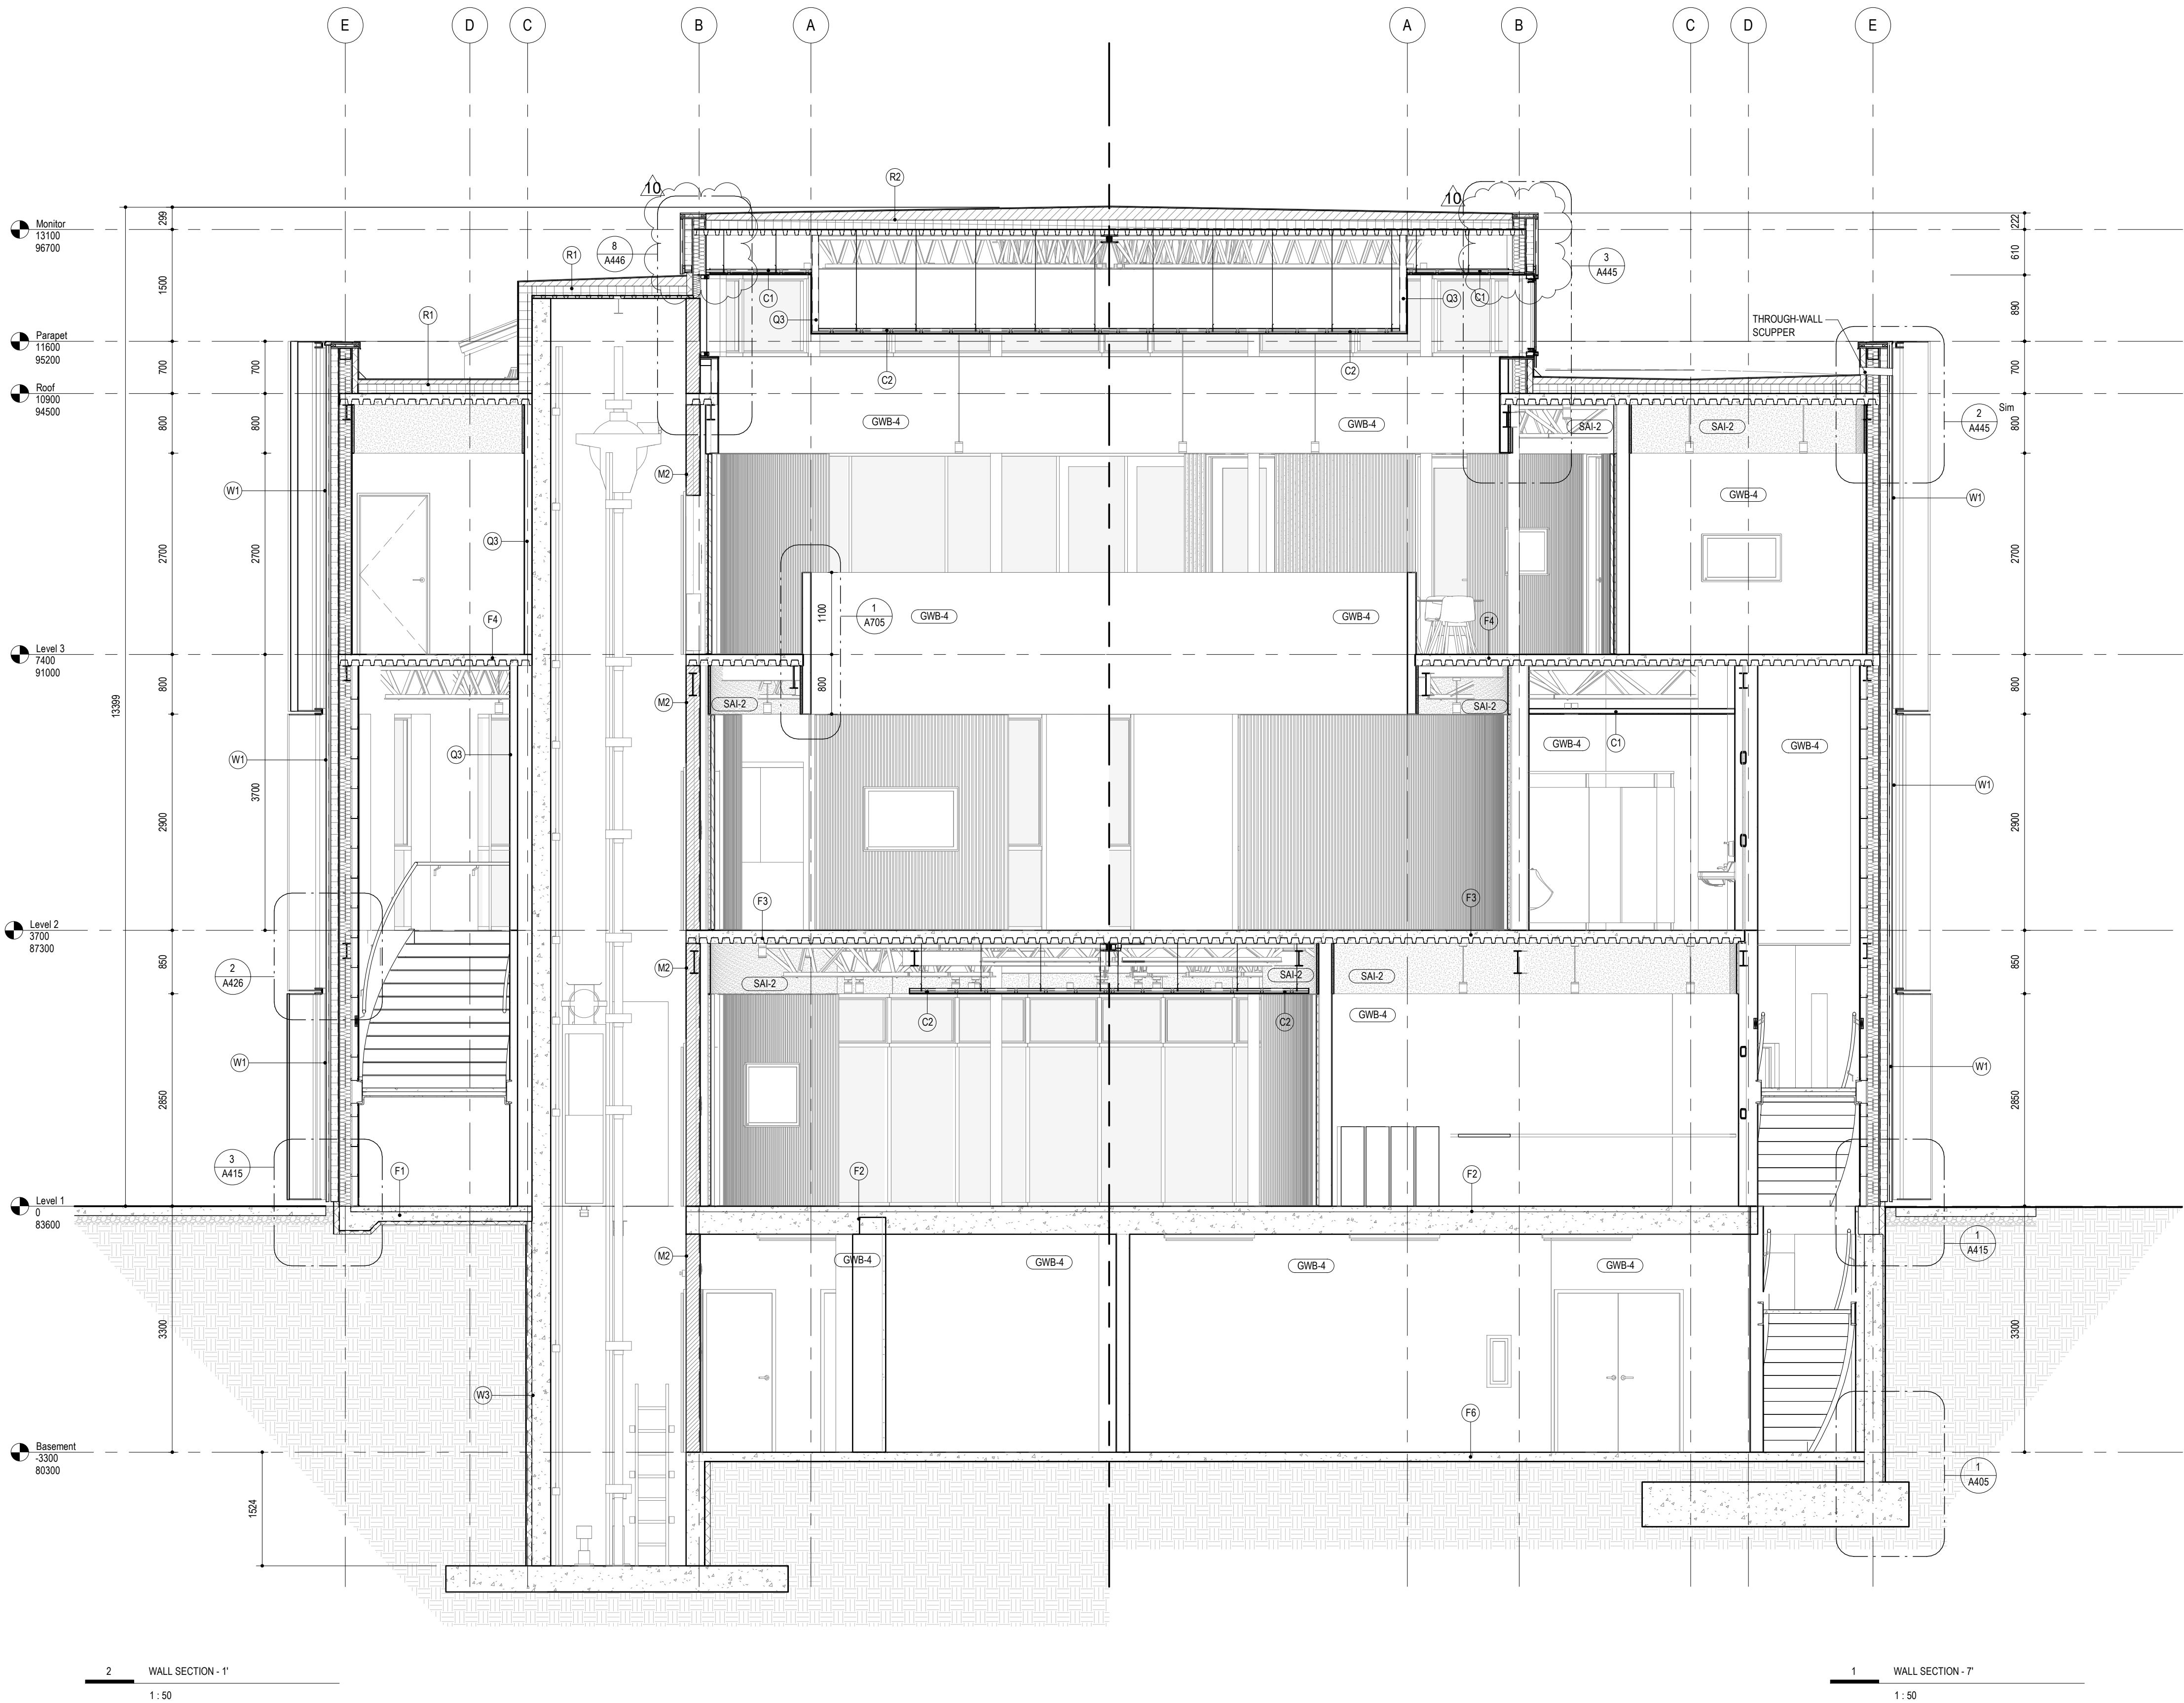 E D C B A A B C D E
10
R2
10
Monitor
13100
96700
299
222
610
8
A446
R1
3
A445
1500
C1
C1
Q3
Q3
890
R1
THROUGH-WALL
SCUPPER
Parapet
11600
95200
700
700
C2
C2
700
Roof
10900
94500
800
800
GWB-4
GWB-4
SAI-2
SAI-2
2
A445
Sim
800
M2
W1
GWB-4
W1
Q3
2700
2700
2700
1100
1
A705
GWB-4
GWB-4
F4
F4
Level 3
7400
91000
13399
800
800
800
M2
SAI-2
SAI-2
Q3
W1
GWB-4
C1
GWB-4
W1
3700
2900
2900
F3
F3
Level 2
3700
87300
850
2
A426
M2
SAI-2
SAI-2
SAI-2
850
C2
C2
GWB-4
W1
W1
2850
2850
3
A415
F1
F2
F2
Level 1
0
83600
M2
GWB-4
GWB-4
GWB-4
GWB-4
1
A415
3300
3300
W3
F6
Basement
-3300
80300
1
A405
1524
2 WALL SECTION - 1'
1 : 50
1 WALL SECTION - 7'
1 : 50